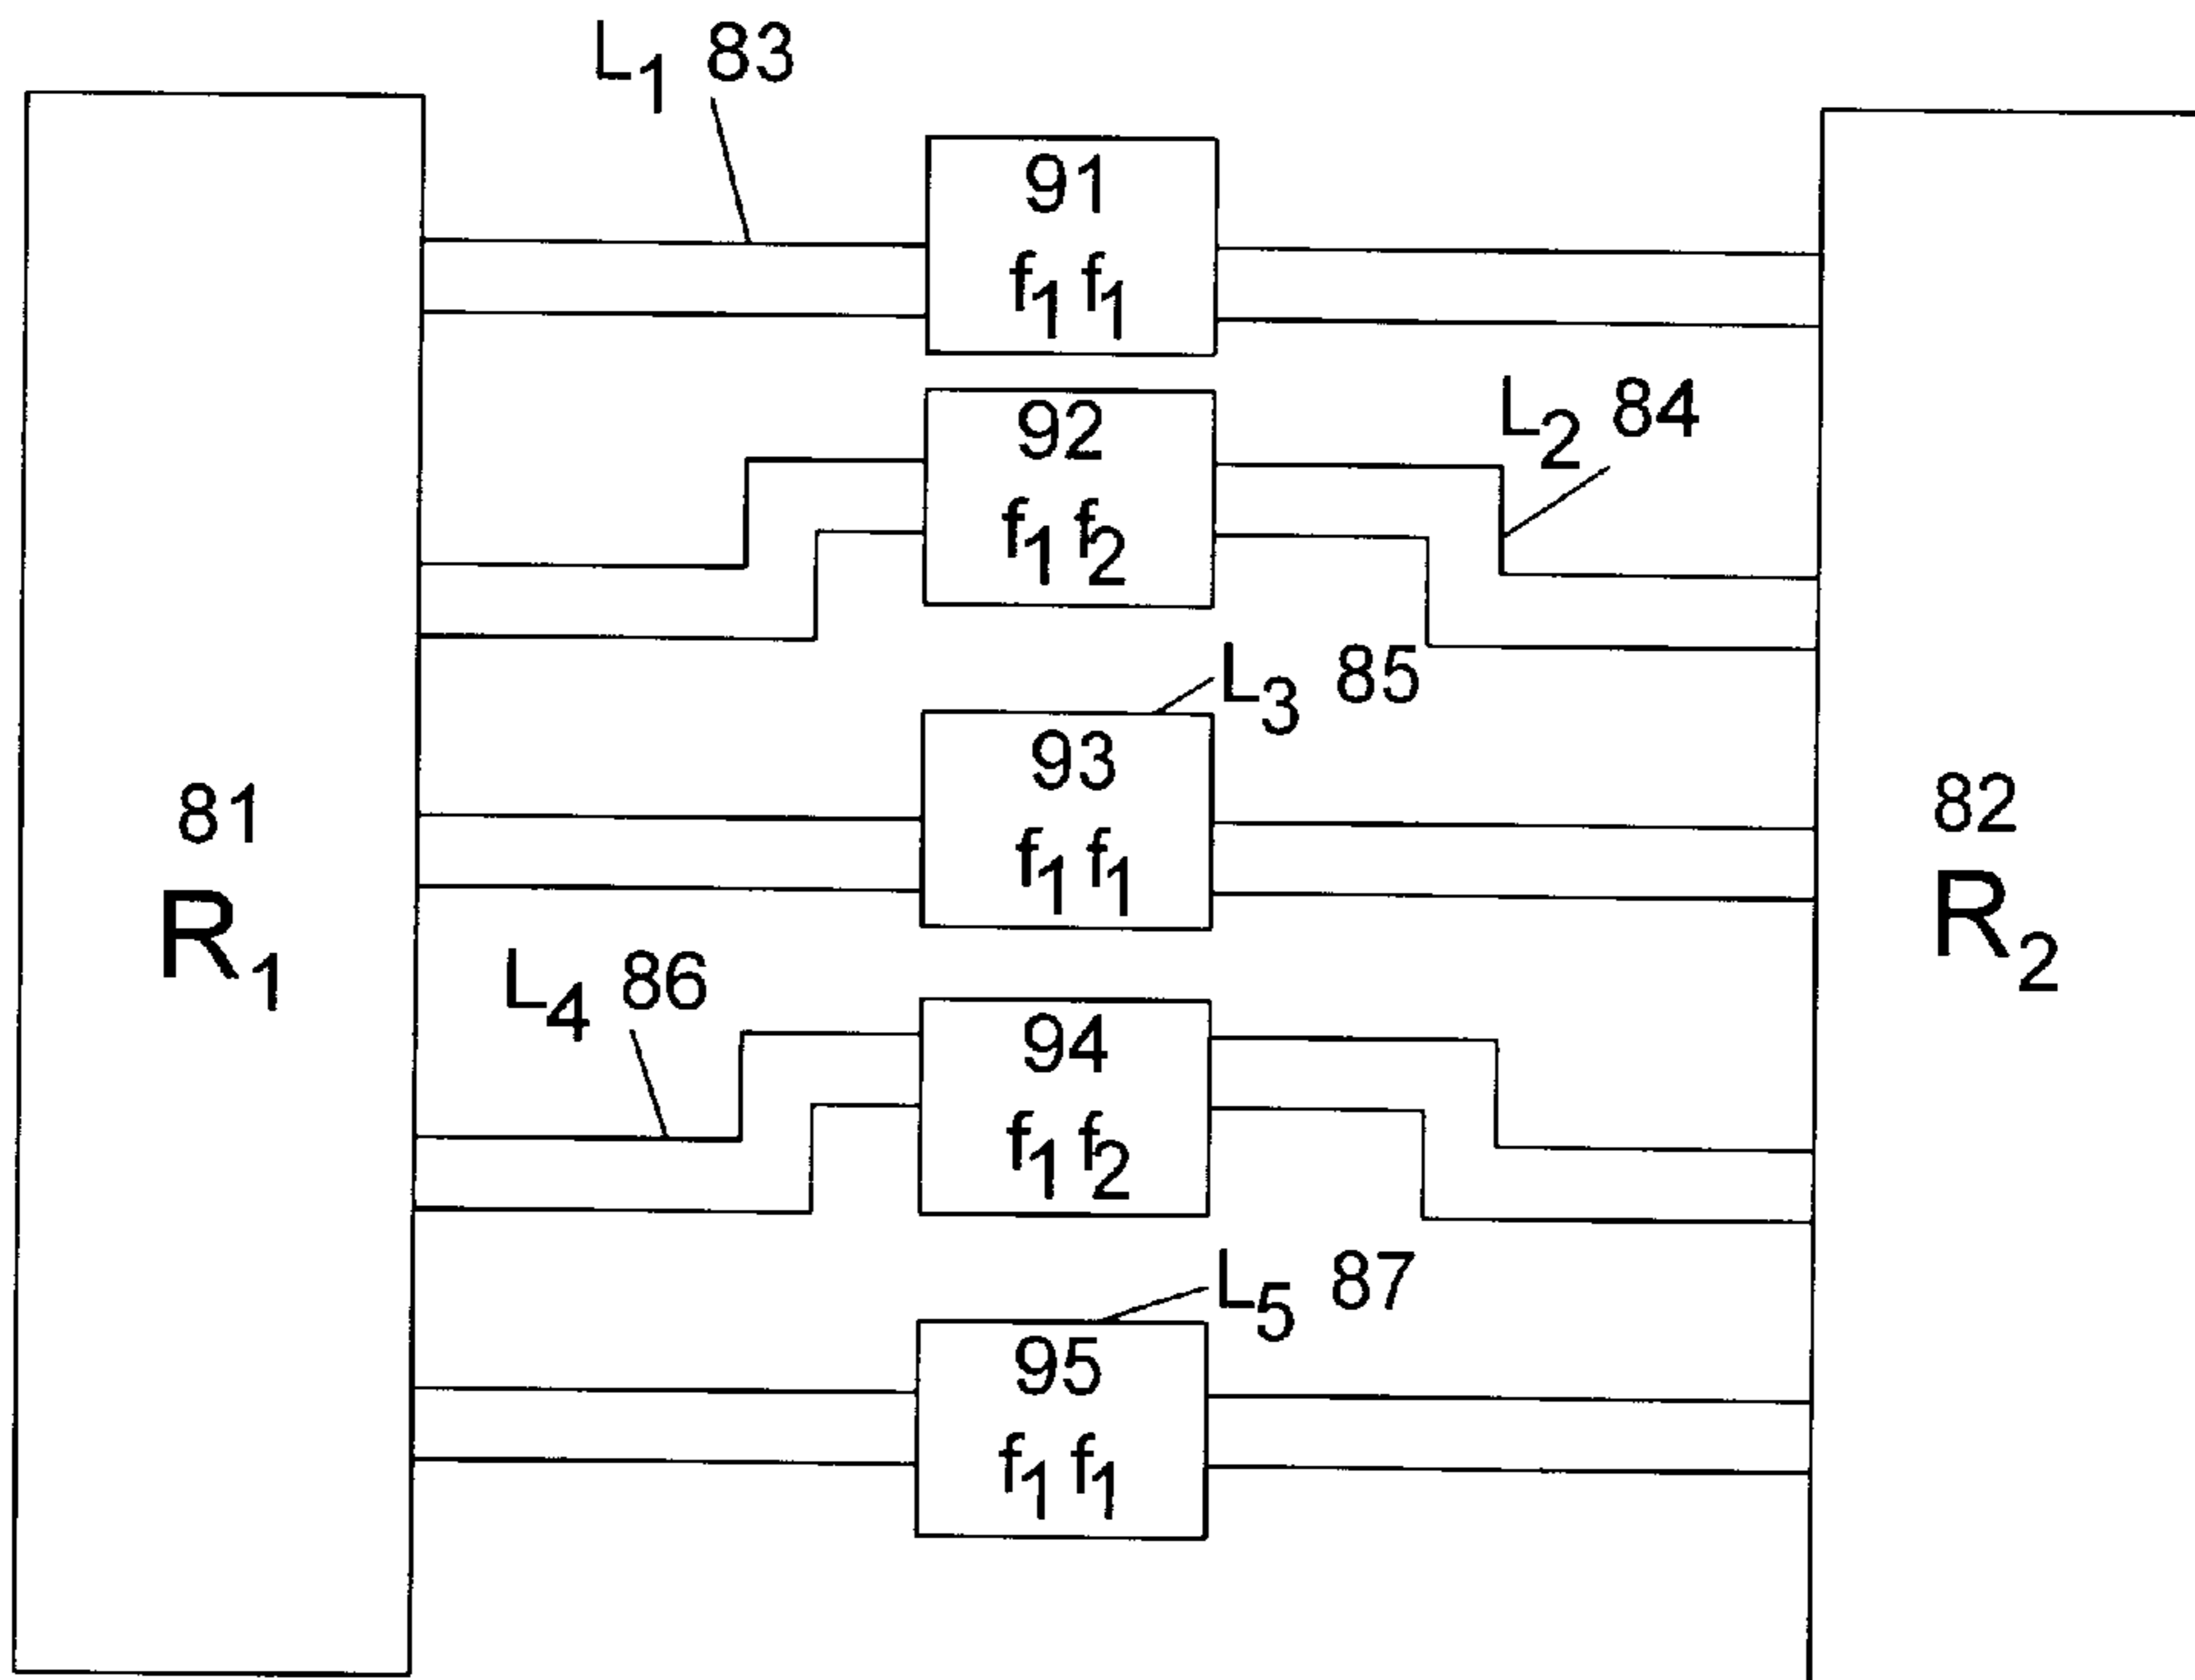 L₁ 83
91
f₁ f₁
92
f₁ f₂
L₂ 84
L₃ 85
93
f₁ f₁
81
R₁
82
R₂
L₄ 86
94
f₁ f₂
L₅ 87
95
f₁ f₁